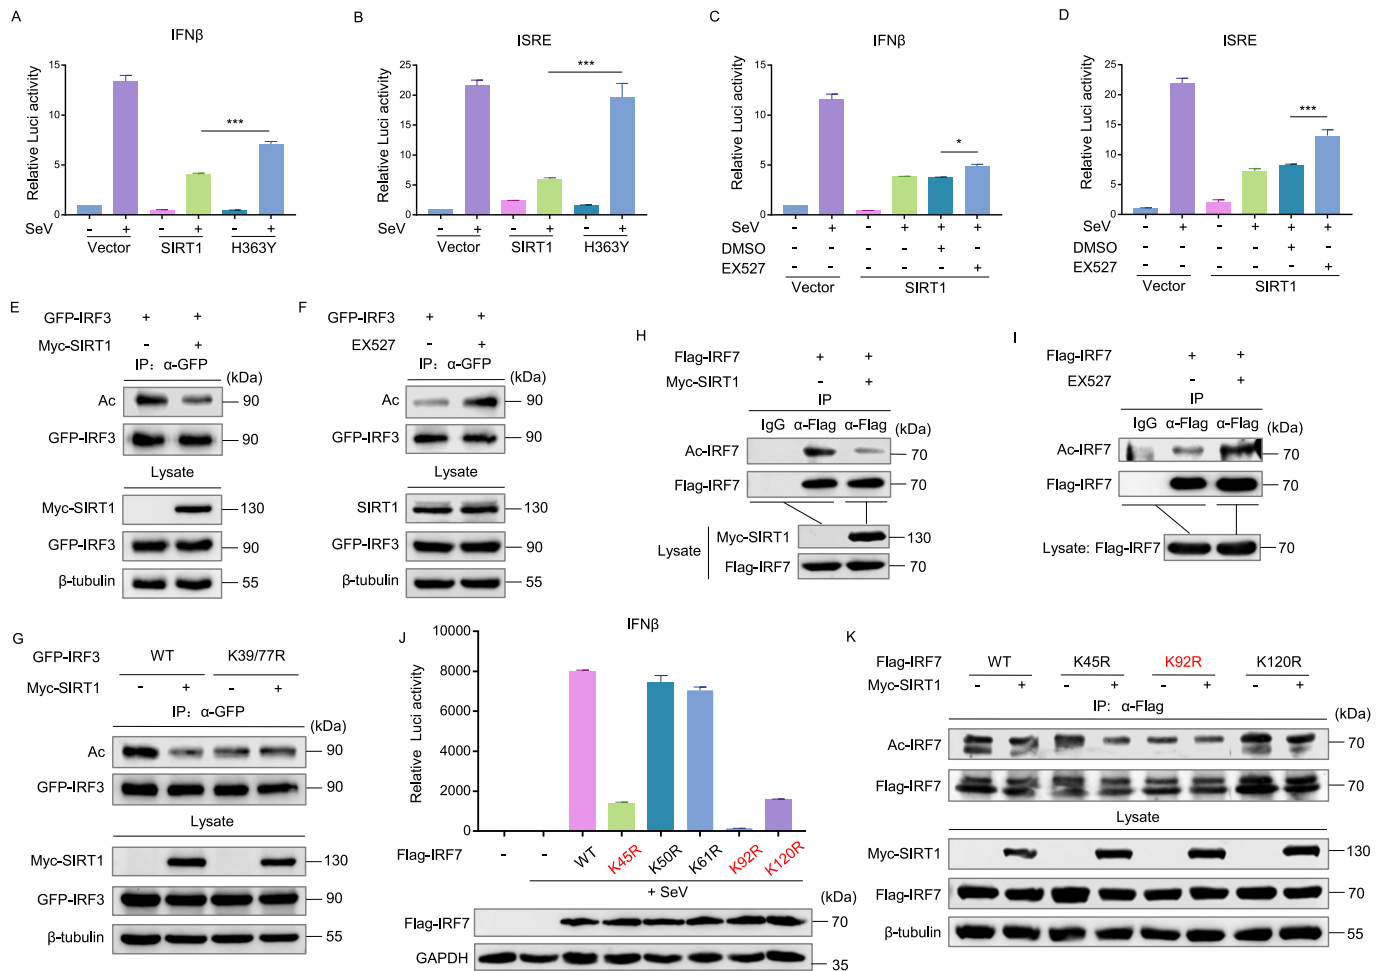 A
IFNβ
Relative Luci activity
15
10
5
0
SeV - + - + - +
Vector SIRT1 H363Y
***
B
ISRE
Relative Luci activity
25
20
15
10
5
0
SeV - + - + - +
Vector SIRT1 H363Y
***
C
IFNβ
Relative Luci activity
15
10
5
0
*
SeV - + - + + +
DMSO - - - - + -
EX527 - - - - - +
Vector SIRT1
D
ISRE
Relative Luci activity
25
20
15
10
5
0
***
SeV - + - + + +
DMSO - - - - + -
EX527 - - - - - +
Vector SIRT1
E
GFP-IRF3 + +
Myc-SIRT1 - +
IP: α-GFP
(kDa)
Ac 90
GFP-IRF3 90
Lysate
Myc-SIRT1 130
GFP-IRF3 90
β-tubulin 55
F
GFP-IRF3 + +
EX527 - +
IP: α-GFP
(kDa)
Ac 90
GFP-IRF3 90
Lysate
SIRT1 130
GFP-IRF3 90
β-tubulin 55
H
Flag-IRF7 + +
Myc-SIRT1 - +
IP
IgG α-Flag α-Flag (kDa)
Ac-IRF7 70
Flag-IRF7 70
Lysate
Myc-SIRT1 130
Flag-IRF7 70
I
Flag-IRF7 + +
EX527 - +
IP
IgG α-Flag α-Flag (kDa)
Ac-IRF7 70
Flag-IRF7 70
Lysate: Flag-IRF7 70
G
GFP-IRF3 WT K39/77R
Myc-SIRT1 - + - +
IP: α-GFP
(kDa)
Ac 90
GFP-IRF3 90
Lysate
Myc-SIRT1 130
GFP-IRF3 90
β-tubulin 55
J
IFNβ
Relative Luci activity
10000
8000
6000
4000
2000
0
Flag-IRF7 - - WT K45R K50R K61R K92R K120R
+ SeV
(kDa)
Flag-IRF7 70
GAPDH 35
K
Flag-IRF7 WT K45R K92R K120R
Myc-SIRT1 - + - + - + - +
IP: α-Flag
(kDa)
Ac-IRF7 70
Flag-IRF7 70
Lysate
Myc-SIRT1 130
Flag-IRF7 70
β-tubulin 55